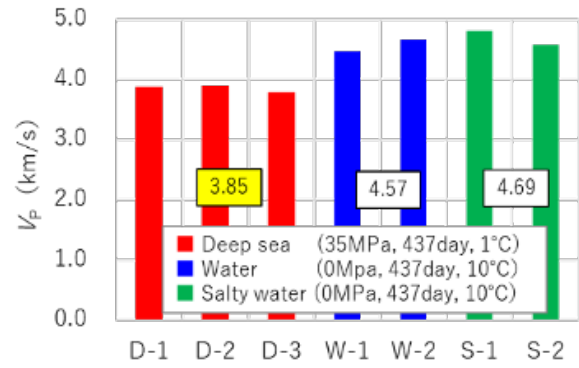 5.0
4.0
3.0
2.0
1.0
0.0
V_P (km/s)
3.85
4.57
4.69
Deep sea (35MPa, 437day, 1°C)
Water (0Mpa, 437day, 10°C)
Salty water (0MPa, 437day, 10°C)
D-1 D-2 D-3 W-1 W-2 S-1 S-2